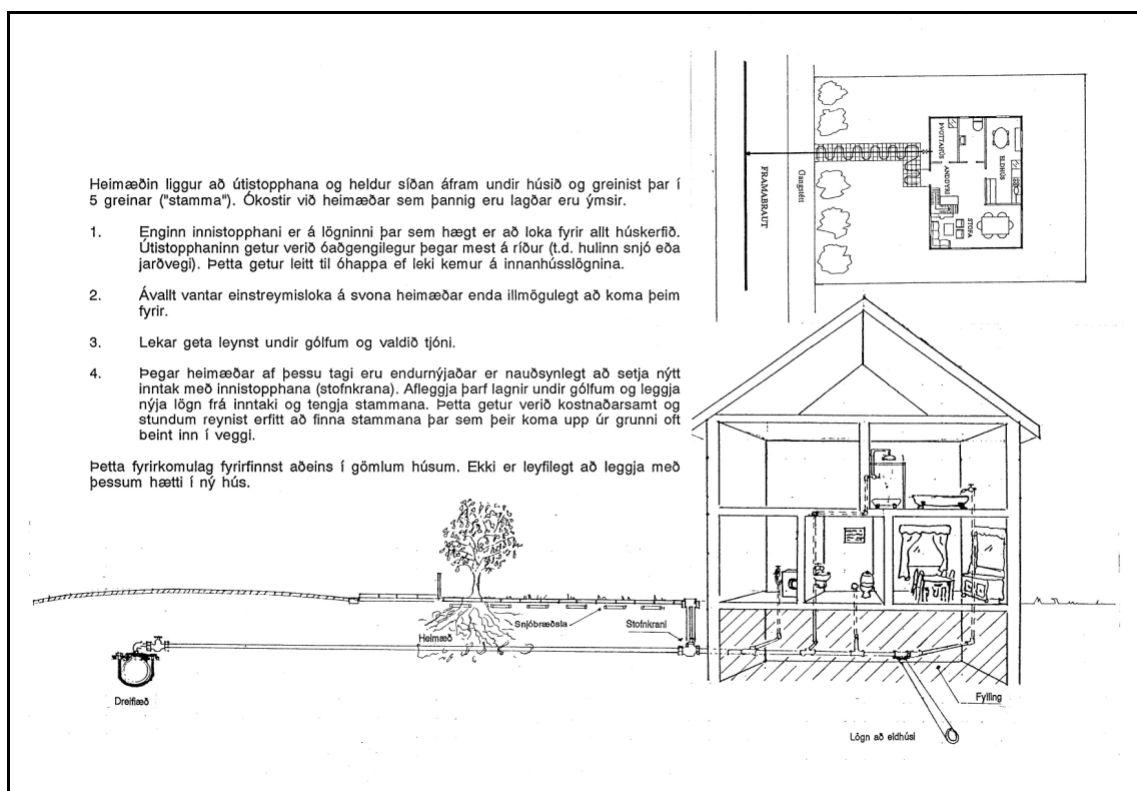 Heimæðin liggur að útistopphana og heldur síðan áfram undir húsið og greinist þar í
5 greinar ("stamma"). Ókostir við heimæðar sem þannig eru lagðar eru ýmsir.
1. Enginn innistopphani er á lögninni þar sem hægt er að loka fyrir allt húskerfið.
Útistopphaninn getur verið óaðgengilegur þegar mest á ríður (t.d. hulinn snjó eða
jarðvegi). Þetta getur leitt til óhappa ef leki kemur á innanhússlögnina.
2. Ávallt vantar einstreymisloka á svona heimæðar enda illmögulegt að koma þeim
fyrir.
3. Lekar geta leynst undir gólfum og valdið tjóni.
4. Þegar heimæðar af þessu tagi eru endurnýjaðar er nauðsynlegt að setja nýtt
inntak með innistopphana (stofnkrana). Afleggja þarf lagnir undir gólfum og leggja
nýja lögn frá inntaki og tengja stammana. Þetta getur verið kostnaðarsamt og
stundum reynist erfitt að finna stammana þar sem þeir koma upp úr grunni oft
beint inn í veggi.
Þetta fyrirkomulag fyrirfinnst aðeins í gömlum húsum. Ekki er leyfilegt að leggja með
þessum hætti í ný hús.
FRAMABRAUT
Gangstétt
ÞVOTTAHÚS
ANDDYRI
ELDHÚS
STOFA
Heimæð
Snjóbræðsla
Stofnkrani
Dreifiæð
Fylling
Lögn að eldhúsi